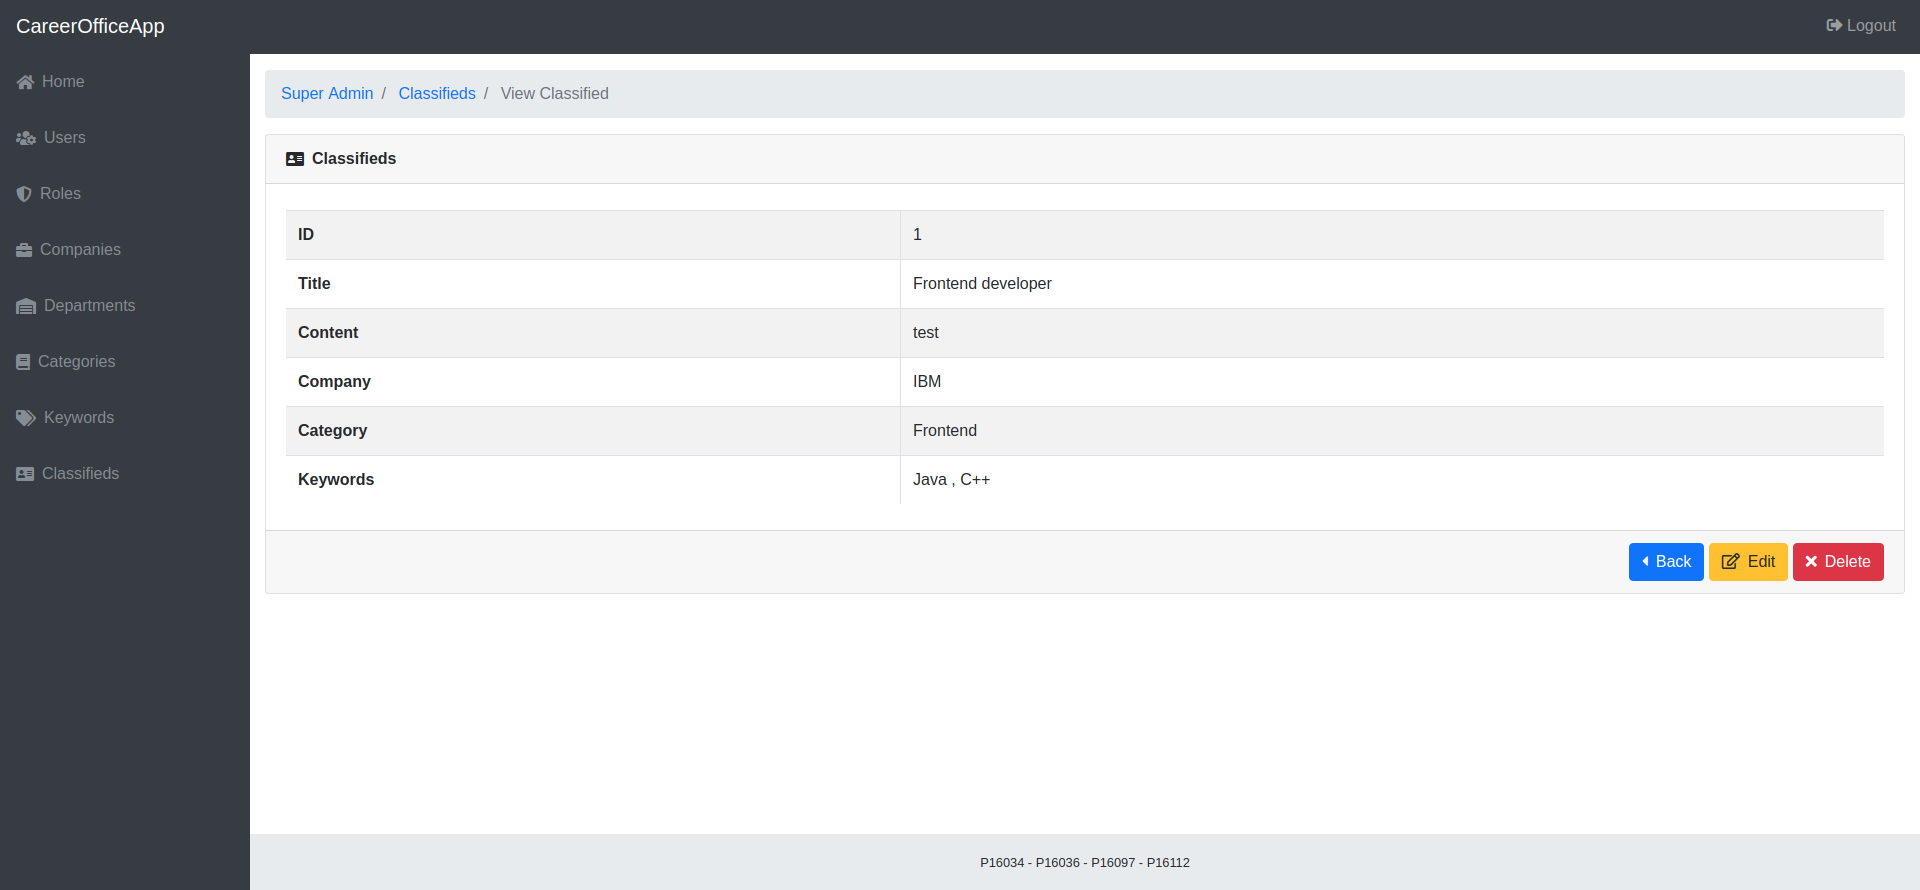 CareerOfficeApp
Logout
Home
Users
Roles
Companies
Departments
Categories
Keywords
Classifieds
Super Admin / Classifieds / View Classified
Classifieds
ID 1
Title Frontend developer
Content test
Company IBM
Category Frontend
Keywords Java , C++
Back Edit Delete
P16034 - P16036 - P16097 - P16112